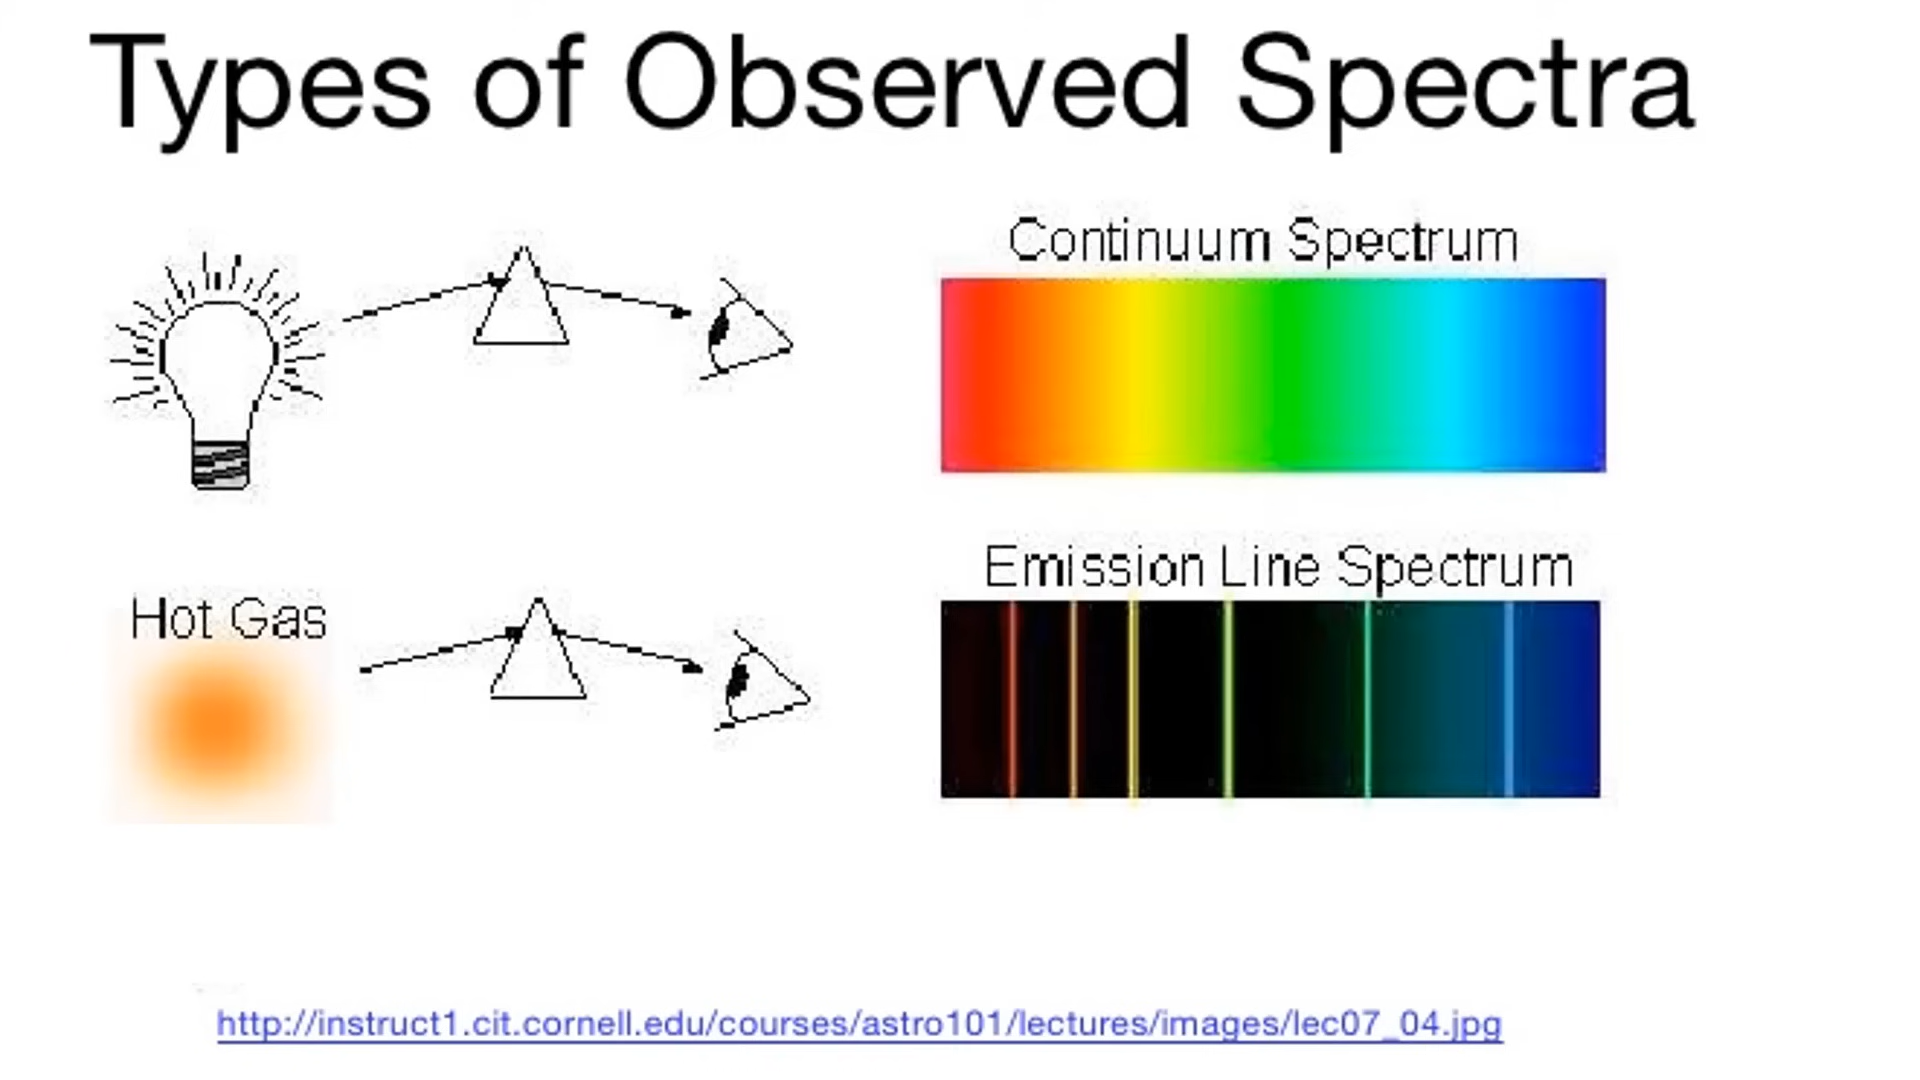 Types of Observed Spectra
Continuum Spectrum
Emission Line Spectrum
Hot Gas
http://instruct1.cit.cornell.edu/courses/astro101/lectures/images/lec07_04.jpg